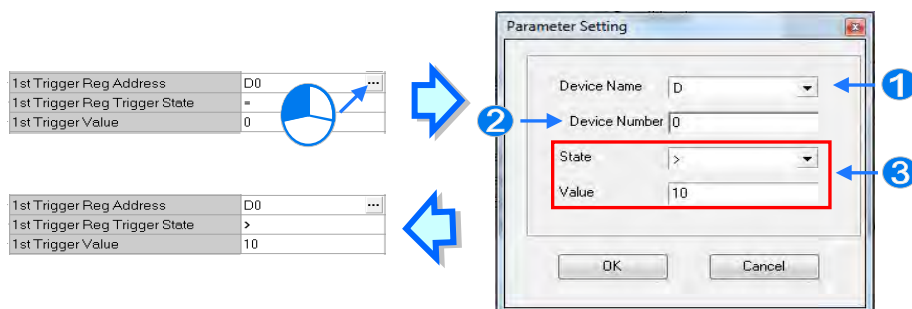 1st Trigger Reg Address D0 ...
1st Trigger Reg Trigger State =
1st Trigger Value 0
Parameter Setting
Device Name D
1
2
Device Number 0
State >
3
Value 10
OK Cancel
1st Trigger Reg Address D0 ...
1st Trigger Reg Trigger State >
1st Trigger Value 10